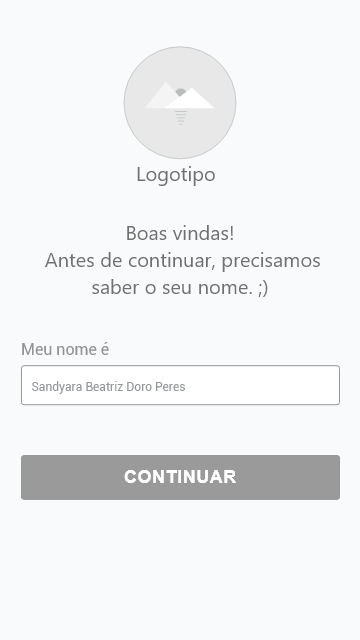 Logotipo
Boas vindas!
Antes de continuar, precisamos
saber o seu nome. ;)
Meu nome é
Sandyara Beatriz Doro Peres
CONTINUAR